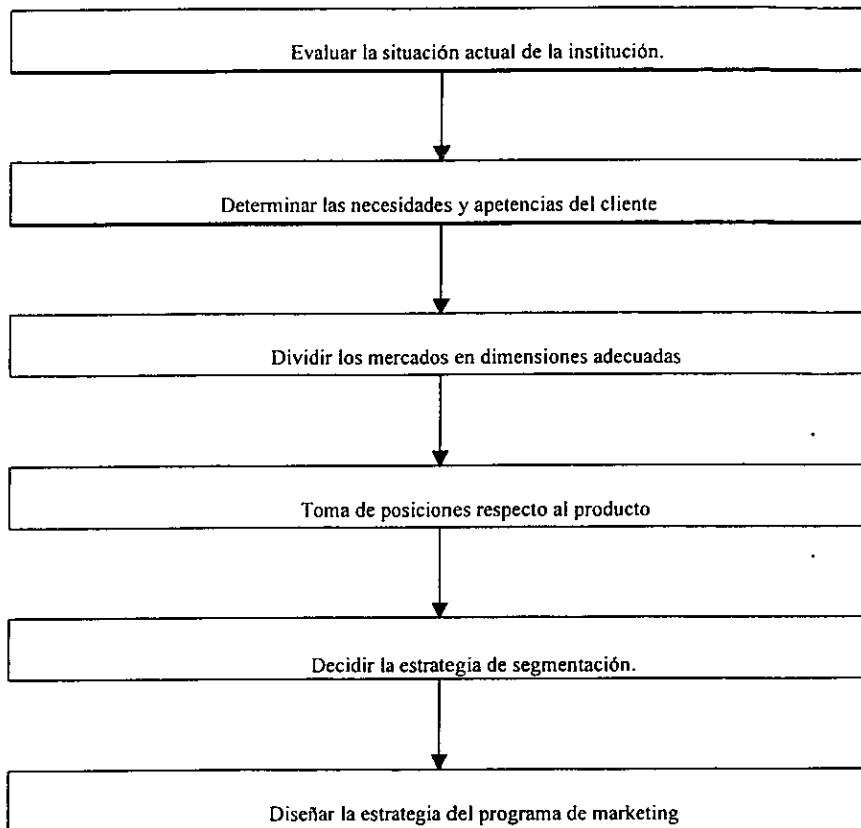 Evaluar la situación actual de la institución.
Determinar las necesidades y apetencias del cliente
Dividir los mercados en dimensiones adecuadas
Toma de posiciones respecto al producto
Decidir la estrategia de segmentación.
Diseñar la estrategia del programa de marketing